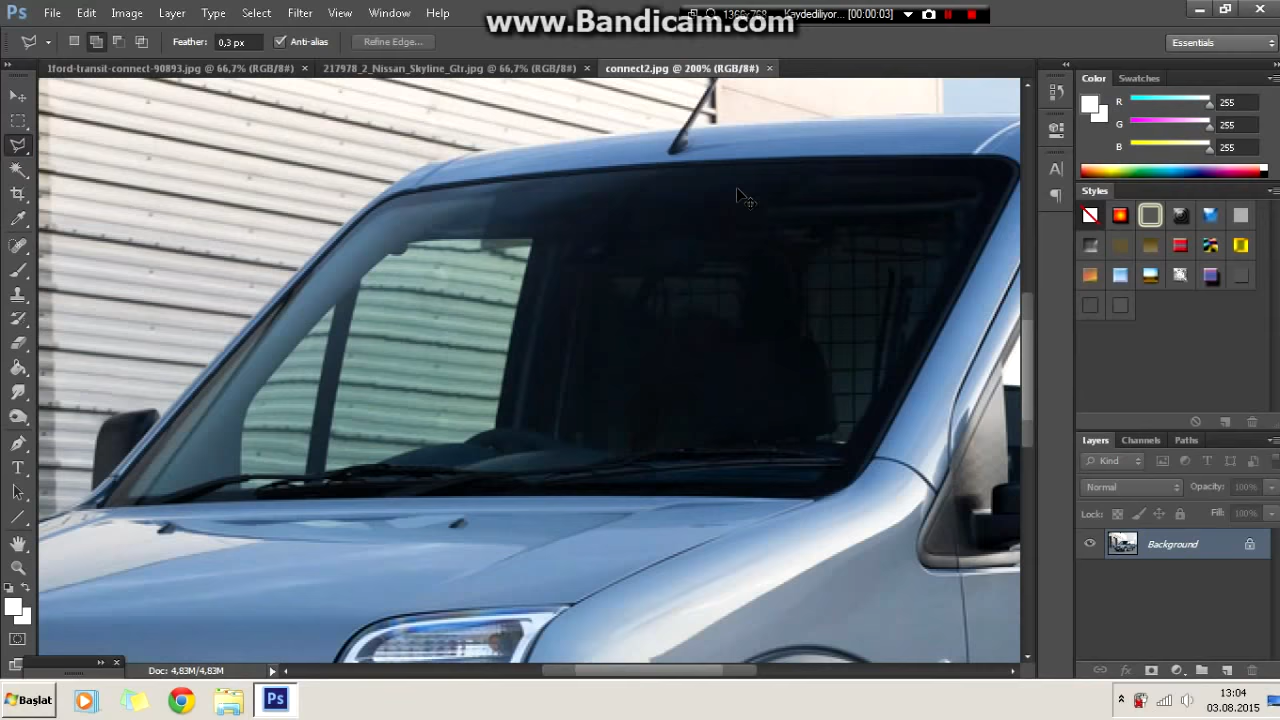 www.Bandicam.com
1366x768 Kaydediliyor... [00:00:03]
Ps File Edit Image Layer Type Select Filter View Window Help
Feather: 0,3 px Anti-alias Refine Edge... Essentials
1ford-transit-connect-90893.jpg @ 66,7% (RGB/8#) × 217978_2_Nissan_Skyline_Gtr.jpg @ 66,7% (RGB/8#) × connect2.jpg @ 200% (RGB/8#) ×
Color Swatches
R 255
G 255
B 255
Styles
Layers Channels Paths
Kind
Normal Opacity: 100%
Lock: Fill: 100%
Background
Doc: 4,83M/4,83M
Başlat Ps
13:04
03.08.2015